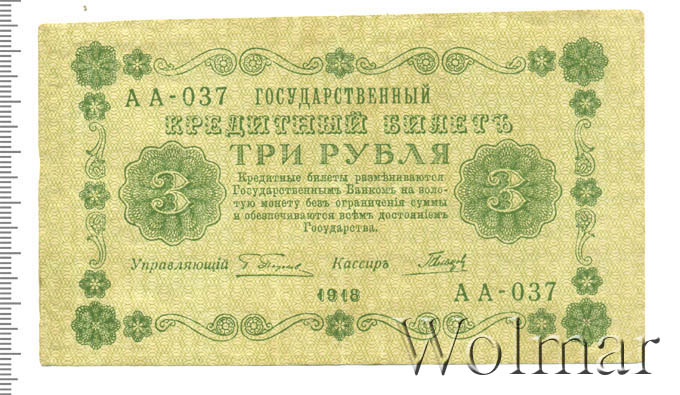 АА-037 ГОСУДАРСТВЕННЫЙ
КРЕДИТНЫЙ БИЛЕТЪ
ТРИ РУБЛЯ
3 3
Кредитные билеты размѣниваются
Государственнымъ Банкомъ на золо-
тую монету безъ ограниченія суммы
и обезпечиваются всѣмъ достояніемъ
Государства.
Управляющій Кассиръ
1918
АА-037
Wolmar